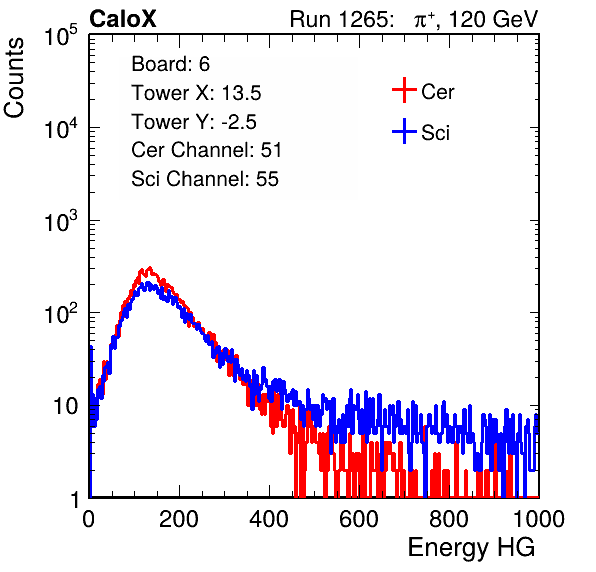 CaloX Run 1265: π⁺, 120 GeV
Counts
10⁵
10⁴
10³
10²
10
1
Board: 6
Tower X: 13.5
Tower Y: -2.5
Cer Channel: 51
Sci Channel: 55
Cer
Sci
0 200 400 600 800 1000
Energy HG